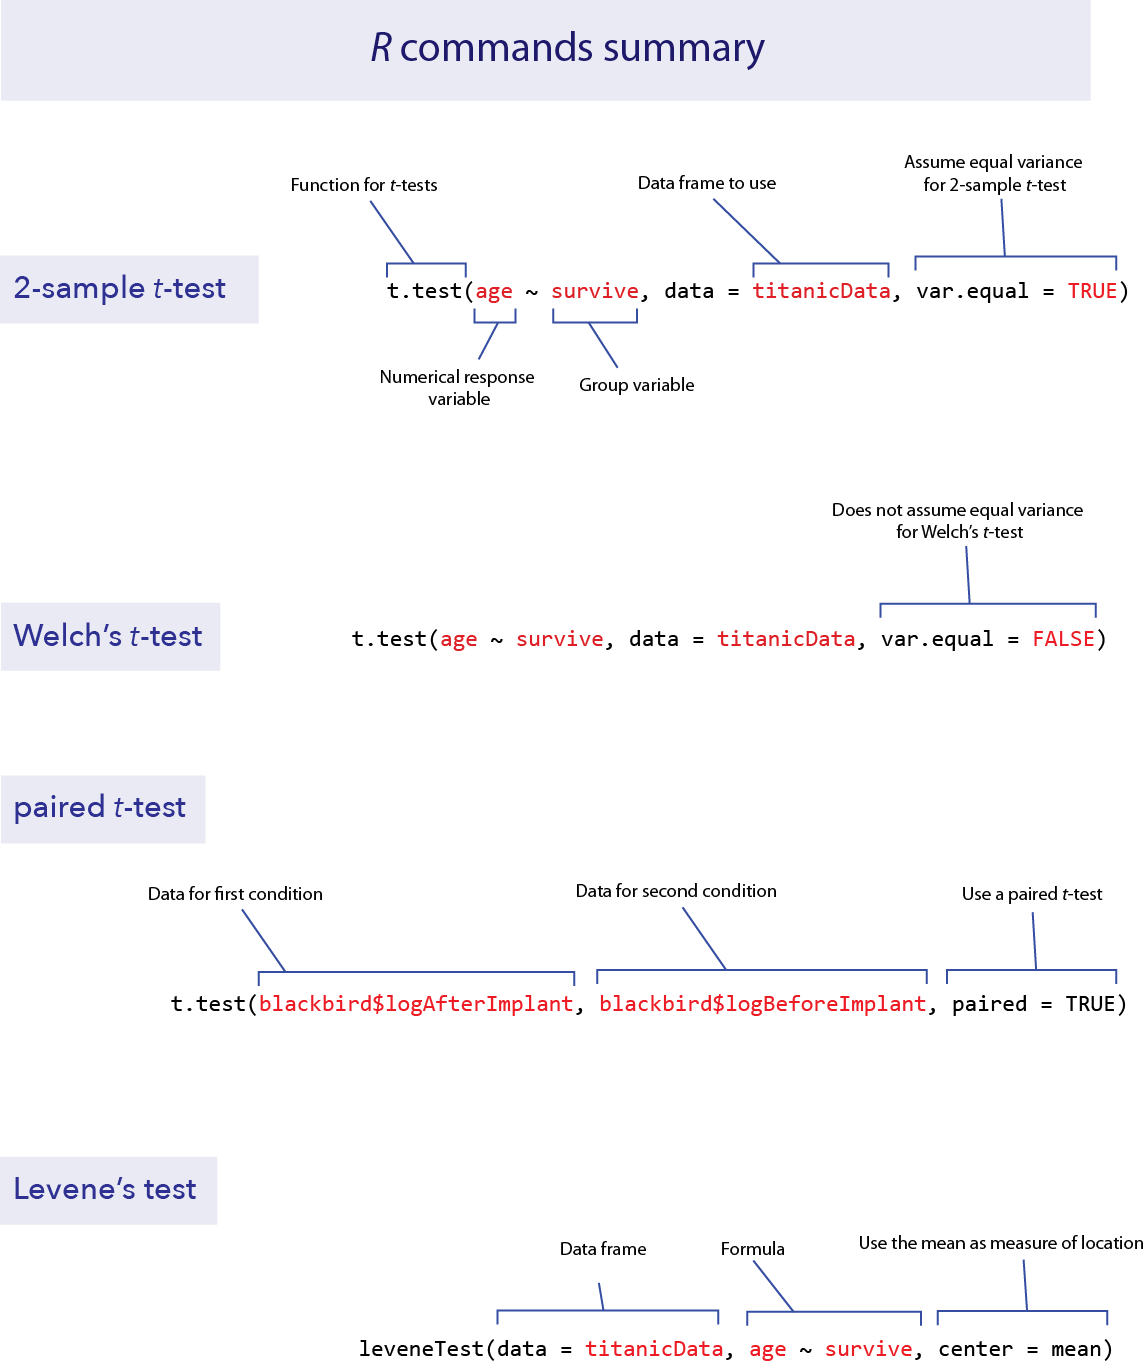 R commands summary
Assume equal variance
for 2-sample t-test
Function for t-tests
Data frame to use
2-sample t-test
t.test(age ~ survive, data = titanicData, var.equal = TRUE)
Numerical response
variable
Group variable
Does not assume equal variance
for Welch’s t-test
Welch’s t-test
t.test(age ~ survive, data = titanicData, var.equal = FALSE)
paired t-test
Data for first condition
Data for second condition
Use a paired t-test
t.test(blackbird$logAfterImplant, blackbird$logBeforeImplant, paired = TRUE)
Levene’s test
Data frame
Formula
Use the mean as measure of location
leveneTest(data = titanicData, age ~ survive, center = mean)